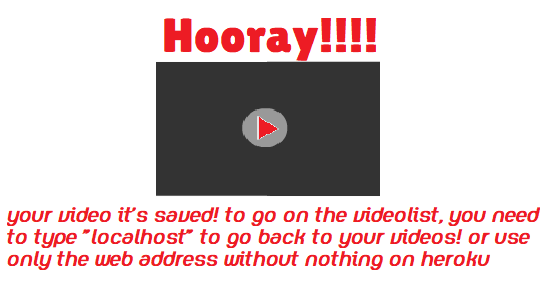 Hooray!!!!
your video it's saved! to go on the videolist, you need
to type "localhost" to go back to your videos! or use
only the web address without nothing on heroku